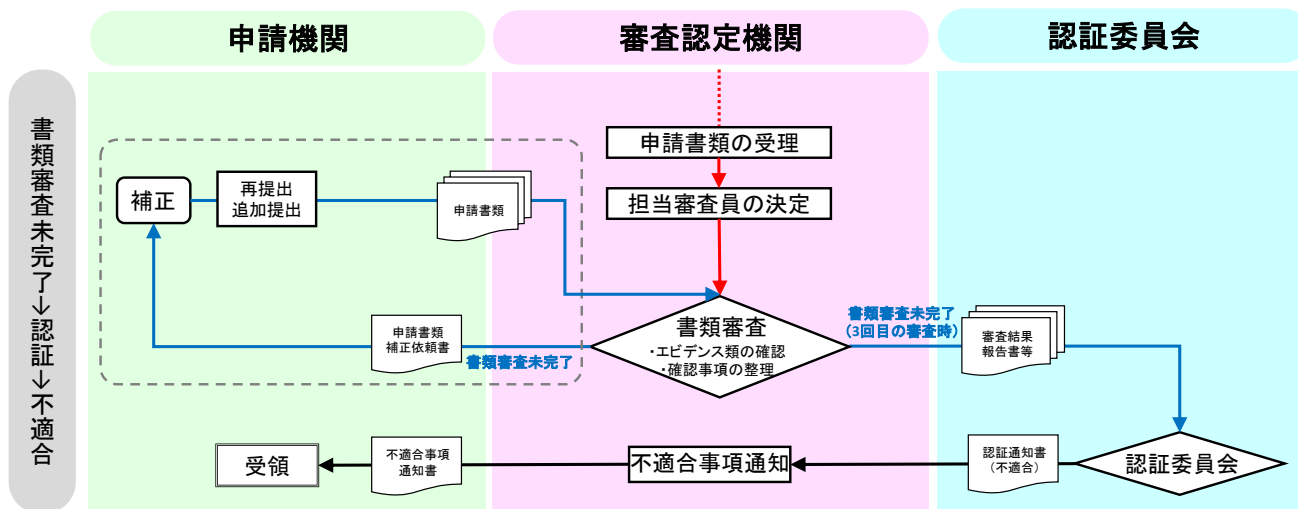 申請機関
審査認定機関
認証委員会
書類審査未完了→認証→不適合
申請書類の受理
担当審査員の決定
補正
再提出
追加提出
申請書類
書類審査
・エビデンス類の確認
・確認事項の整理
申請書類
補正依頼書
書類審査未完了
書類審査未完了
(3回目の審査時)
審査結果
報告書等
認証委員会
認証通知書
(不適合)
不適合事項通知
不適合事項
通知書
受領